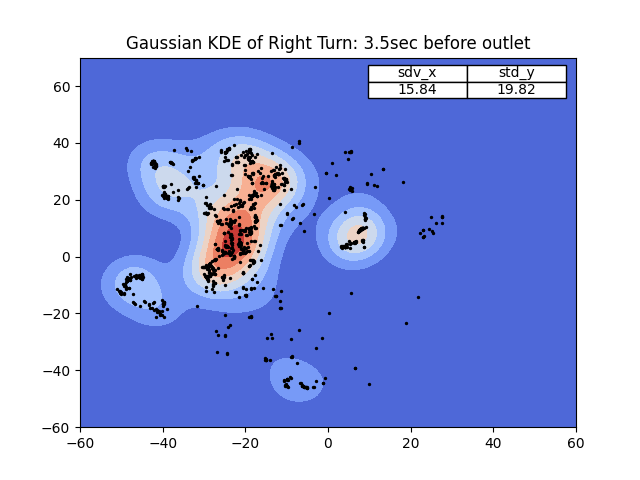 Gaussian KDE of Right Turn: 3.5sec before outlet
sdv_x std_y
15.84 19.82
60
40
20
0
−20
−40
−60
−60 −40 −20 0 20 40 60